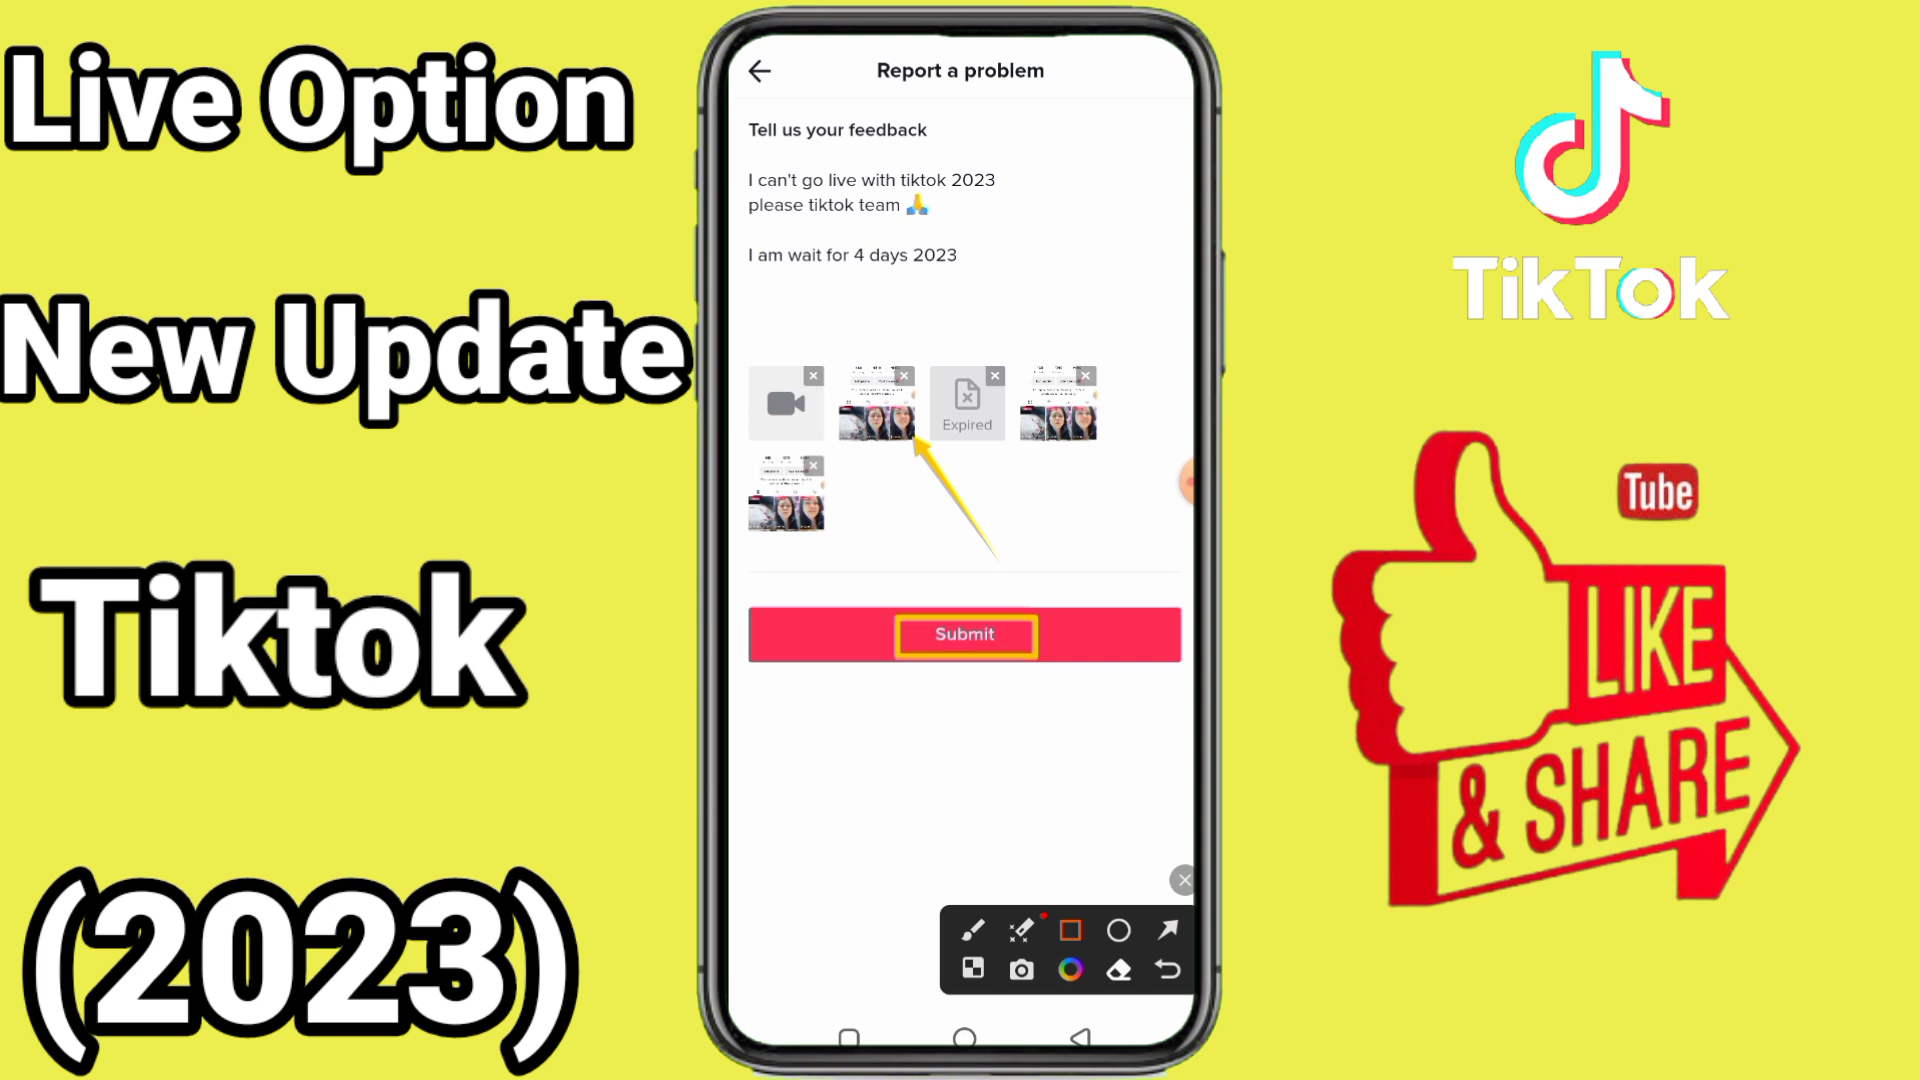 Live Option
New Update
Tiktok
(2023)
Report a problem
Tell us your feedback
I can't go live with tiktok 2023
please tiktok team 🙏
I am wait for 4 days 2023
Expired
Submit
TikTok
Tube
LIKE
& SHARE